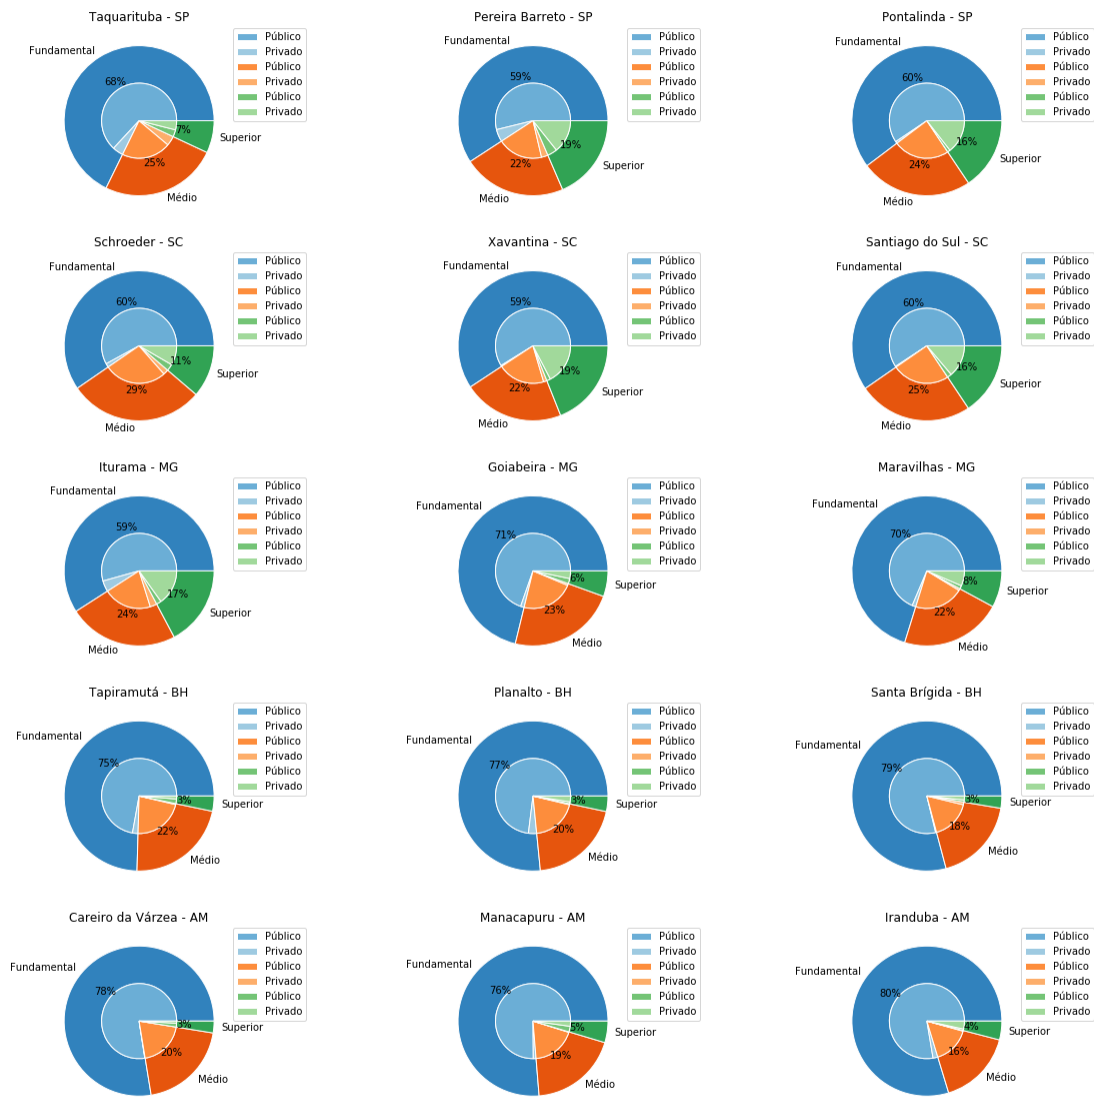 Taquarituba - SP
Fundamental
68%
25%
7%
Médio
Superior
Público
Privado
Público
Privado
Público
Privado
Pereira Barreto - SP
Fundamental
59%
22%
19%
Médio
Superior
Público
Privado
Público
Privado
Público
Privado
Pontalinda - SP
Fundamental
60%
24%
16%
Médio
Superior
Público
Privado
Público
Privado
Público
Privado
Schroeder - SC
Fundamental
60%
29%
11%
Médio
Superior
Público
Privado
Público
Privado
Público
Privado
Xavantina - SC
Fundamental
59%
22%
19%
Médio
Superior
Público
Privado
Público
Privado
Público
Privado
Santiago do Sul - SC
Fundamental
60%
25%
16%
Médio
Superior
Público
Privado
Público
Privado
Público
Privado
Iturama - MG
Fundamental
59%
24%
17%
Médio
Superior
Público
Privado
Público
Privado
Público
Privado
Goiabeira - MG
Fundamental
71%
23%
6%
Médio
Superior
Público
Privado
Público
Privado
Público
Privado
Maravilhas - MG
Fundamental
70%
22%
8%
Médio
Superior
Público
Privado
Público
Privado
Público
Privado
Tapiramutá - BH
Fundamental
75%
22%
3%
Médio
Superior
Público
Privado
Público
Privado
Público
Privado
Planalto - BH
Fundamental
77%
20%
3%
Médio
Superior
Público
Privado
Público
Privado
Público
Privado
Santa Brígida - BH
Fundamental
79%
18%
3%
Médio
Superior
Público
Privado
Público
Privado
Público
Privado
Careiro da Várzea - AM
Fundamental
78%
20%
3%
Médio
Superior
Público
Privado
Público
Privado
Público
Privado
Manacapuru - AM
Fundamental
76%
19%
5%
Médio
Superior
Público
Privado
Público
Privado
Público
Privado
Iranduba - AM
Fundamental
80%
16%
4%
Médio
Superior
Público
Privado
Público
Privado
Público
Privado